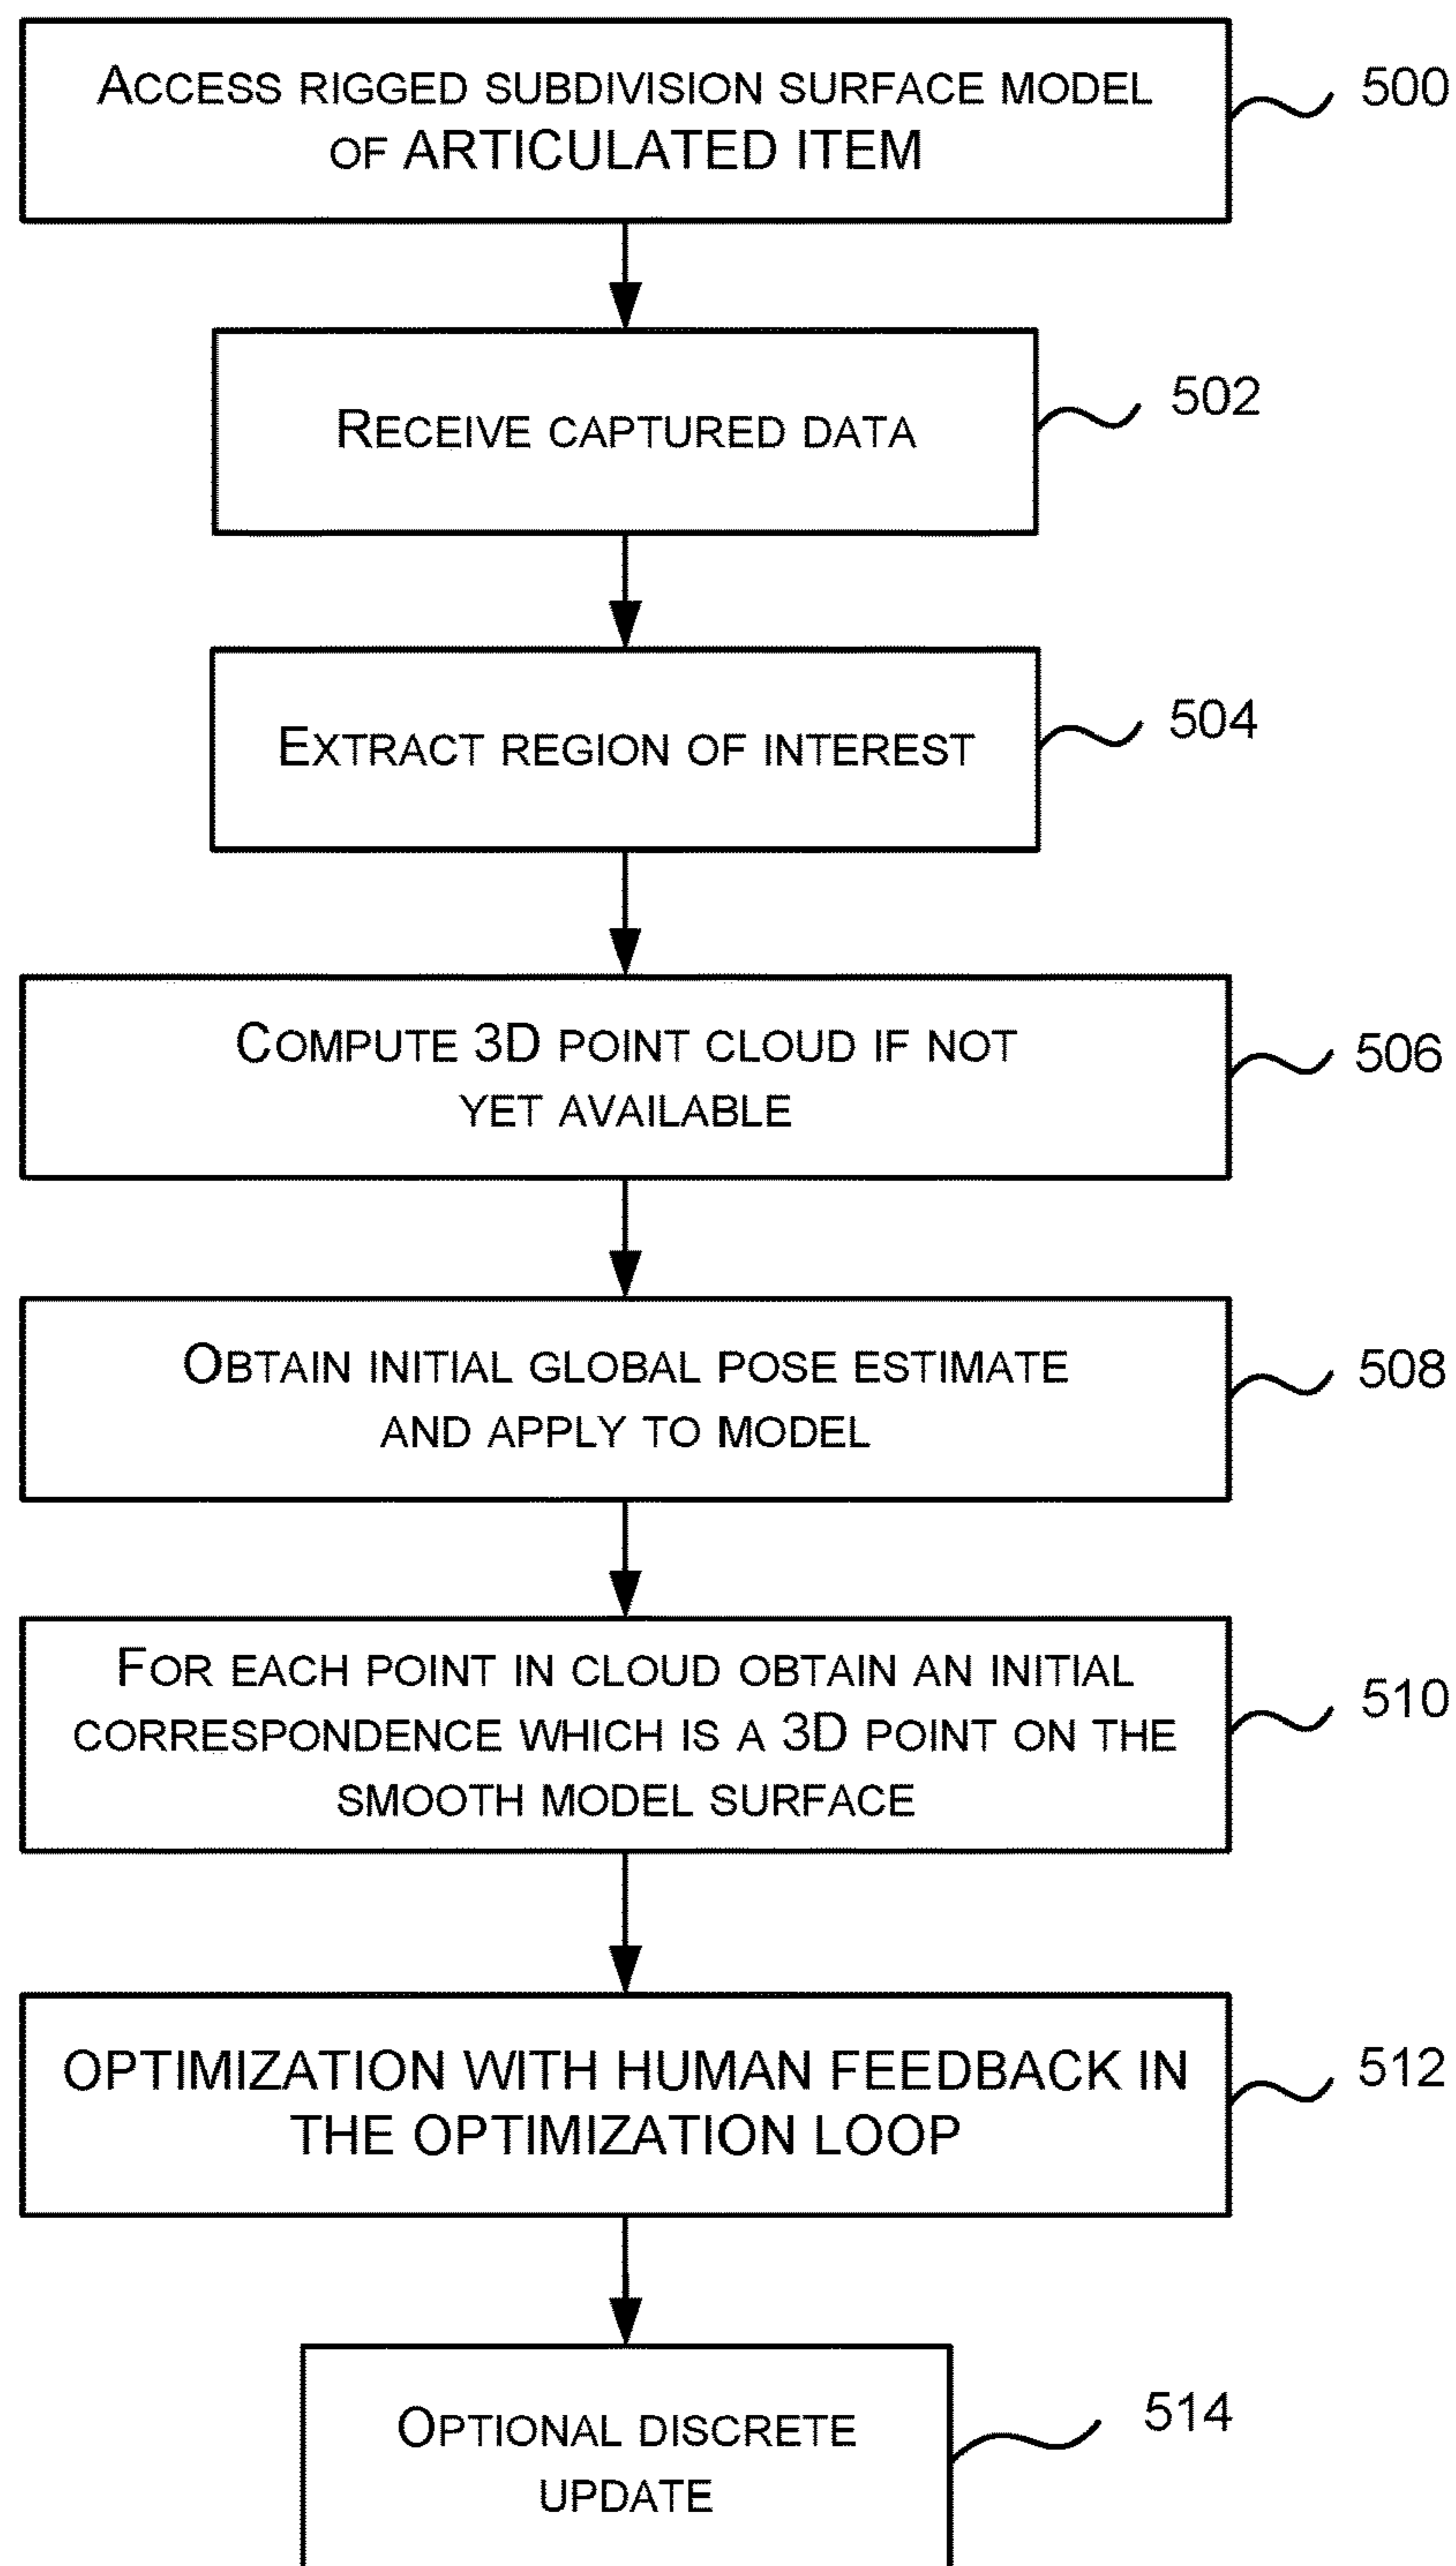 ACCESS RIGGED SUBDIVISION SURFACE MODEL
OF ARTICULATED ITEM
500
RECEIVE CAPTURED DATA
502
EXTRACT REGION OF INTEREST
504
COMPUTE 3D POINT CLOUD IF NOT
YET AVAILABLE
506
OBTAIN INITIAL GLOBAL POSE ESTIMATE
AND APPLY TO MODEL
508
FOR EACH POINT IN CLOUD OBTAIN AN INITIAL
CORRESPONDENCE WHICH IS A 3D POINT ON THE
SMOOTH MODEL SURFACE
510
OPTIMIZATION WITH HUMAN FEEDBACK IN
THE OPTIMIZATION LOOP
512
OPTIONAL DISCRETE
UPDATE
514